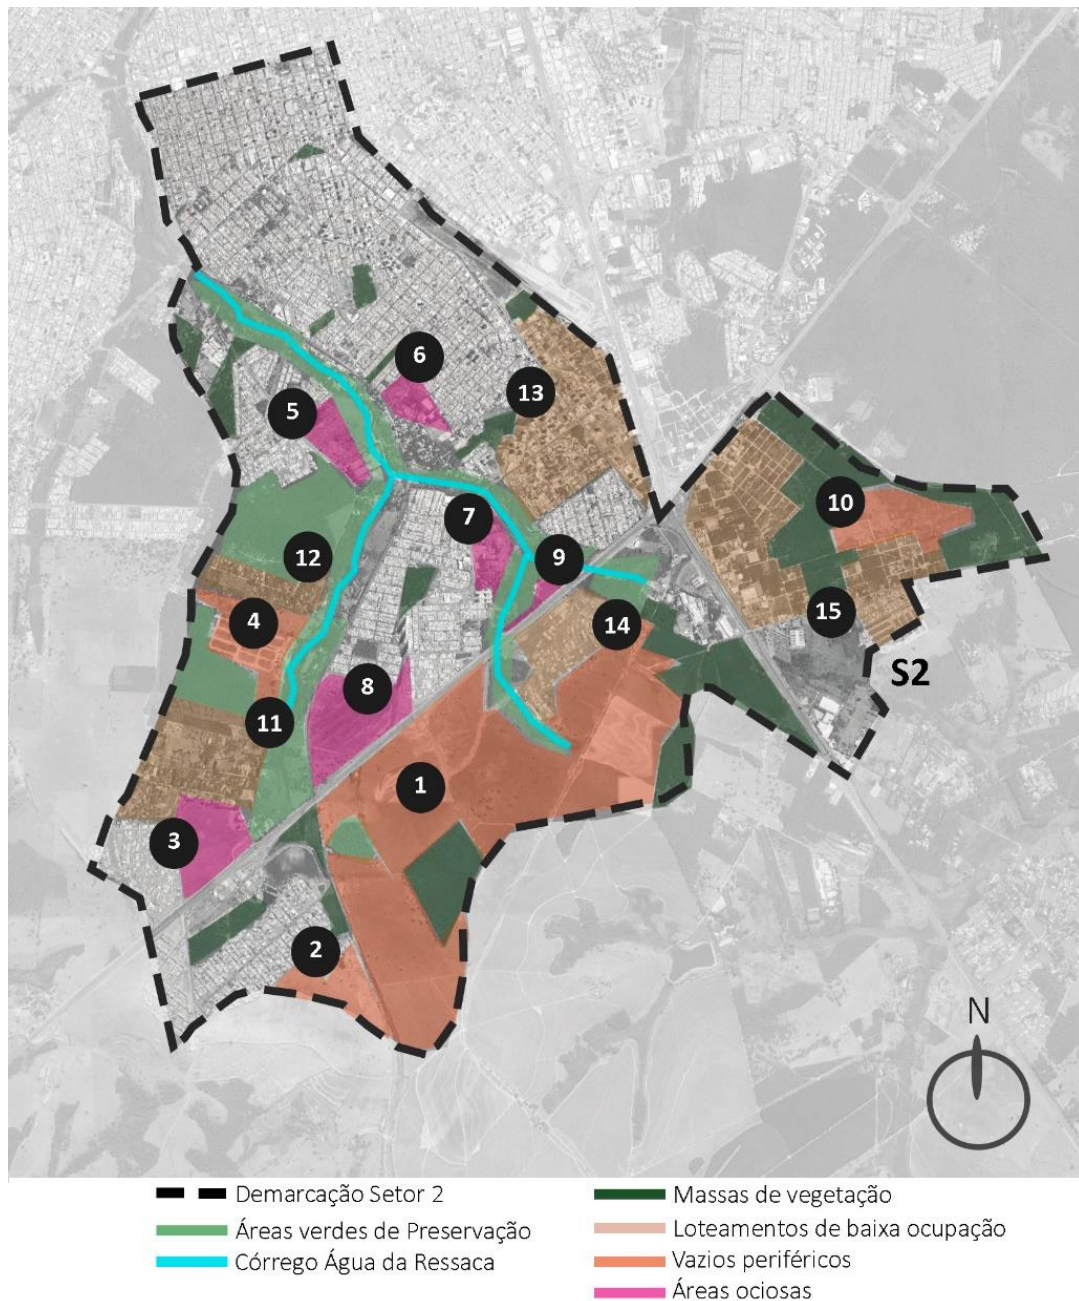 6
13
5
10
7
9
12
4
14
15
S2
8
11
1
3
2
N
Demarcação Setor 2
Áreas verdes de Preservação
Córrego Água da Ressaca
Massas de vegetação
Loteamentos de baixa ocupação
Vazios periféricos
Áreas ociosas